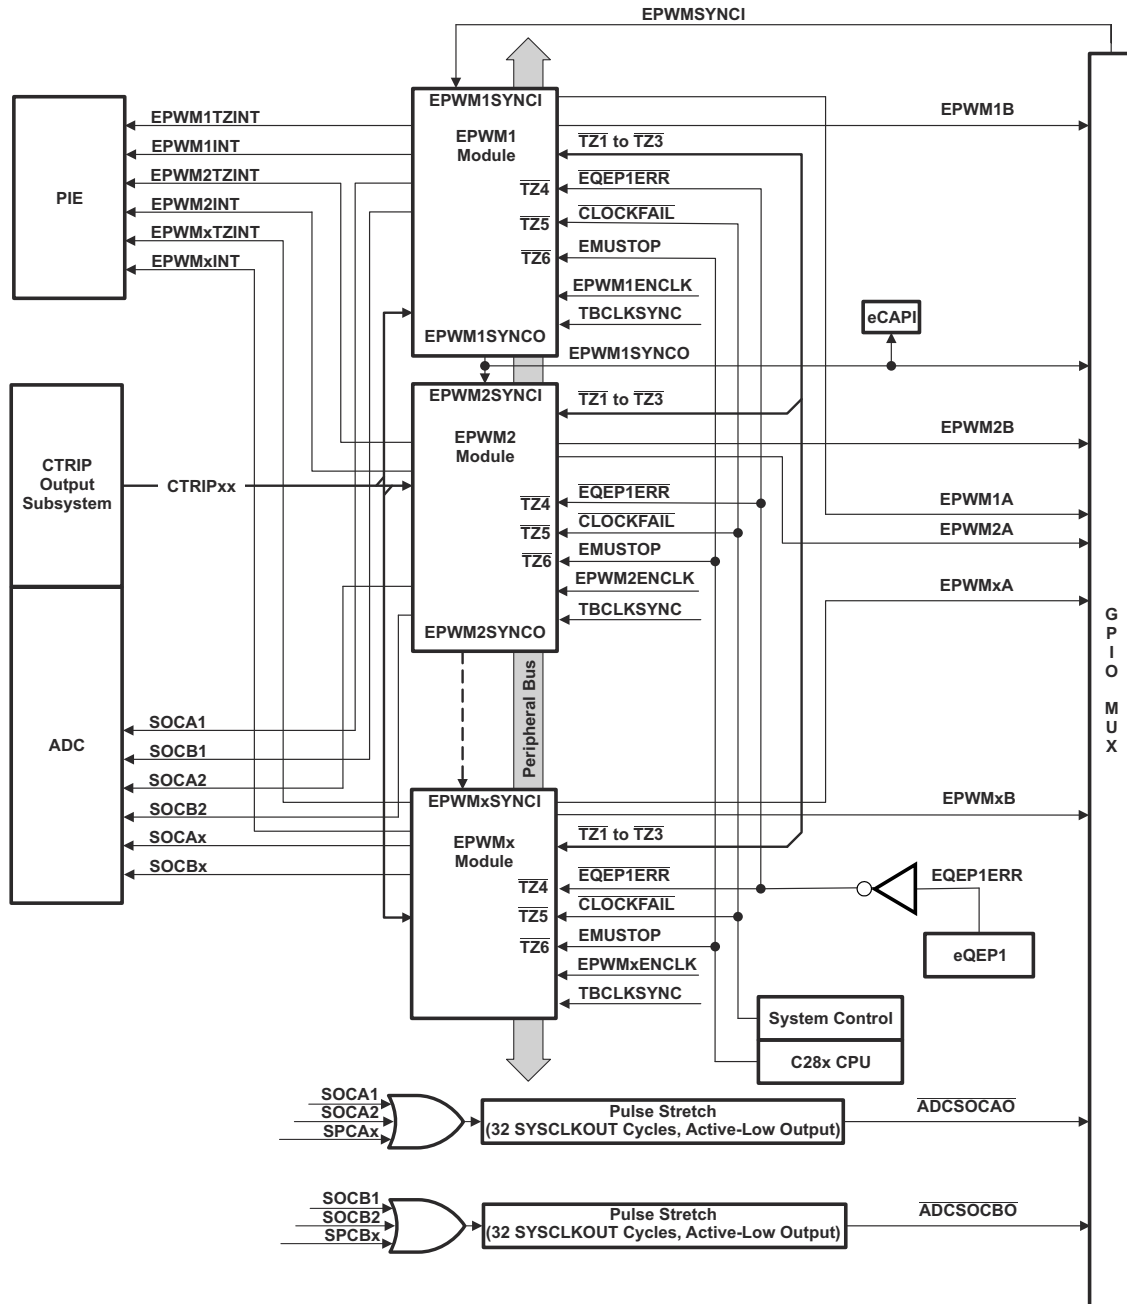 EPWMSYNCI
EPWM1SYNCI
EPWM1TZINT
EPWM1B
EPWM1
Module
TZ1 to TZ3
EPWM1INT
EPWM2TZINT
TZ4
EQEP1ERR
PIE
EPWM2INT
TZ5
CLOCKFAIL
EPWMxTZINT
TZ6
EMUSTOP
EPWMxINT
EPWM1ENCLK
TBCLKSYNC
eCAPI
EPWM1SYNCO
EPWM1SYNCO
EPWM2SYNCI
TZ1 to TZ3
EPWM2B
EPWM2
Module
CTRIP
Output
Subsystem
CTRIPxx
TZ4
EQEP1ERR
EPWM1A
TZ5
CLOCKFAIL
EPWM2A
TZ6
EMUSTOP
EPWM2ENCLK
EPWMxA
TBCLKSYNC
EPWM2SYNCO
GPIO MUX
Peripheral Bus
ADC
SOCA1
SOCB1
SOCA2
SOCB2
SOCAx
SOCBx
EPWMxSYNCI
EPWMxB
EPWMx
Module
TZ1 to TZ3
TZ4
EQEP1ERR
EQEP1ERR
TZ5
CLOCKFAIL
TZ6
EMUSTOP
eQEP1
EPWMxENCLK
TBCLKSYNC
System Control
C28x CPU
SOCA1
SOCA2
SPCAx
Pulse Stretch
(32 SYSCLKOUT Cycles, Active-Low Output)
ADCSOCAO
SOCB1
SOCB2
SPCBx
Pulse Stretch
(32 SYSCLKOUT Cycles, Active-Low Output)
ADCSOCBO